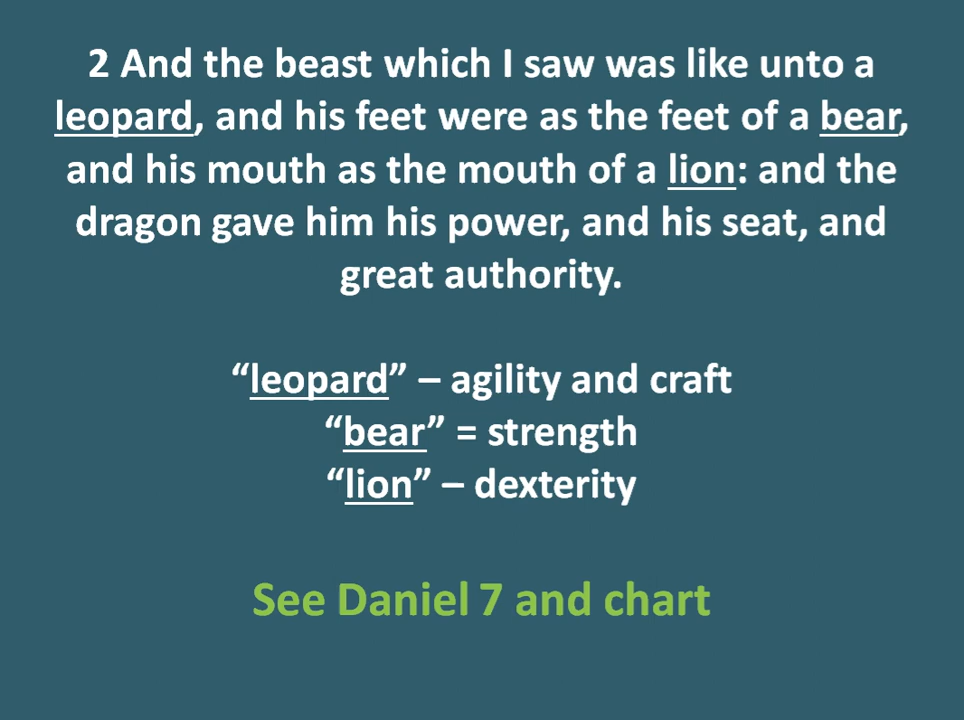 2 And the beast which I saw was like unto a
leopard, and his feet were as the feet of a bear,
and his mouth as the mouth of a lion: and the
dragon gave him his power, and his seat, and
great authority.
“leopard” – agility and craft
“bear” = strength
“lion” – dexterity
See Daniel 7 and chart